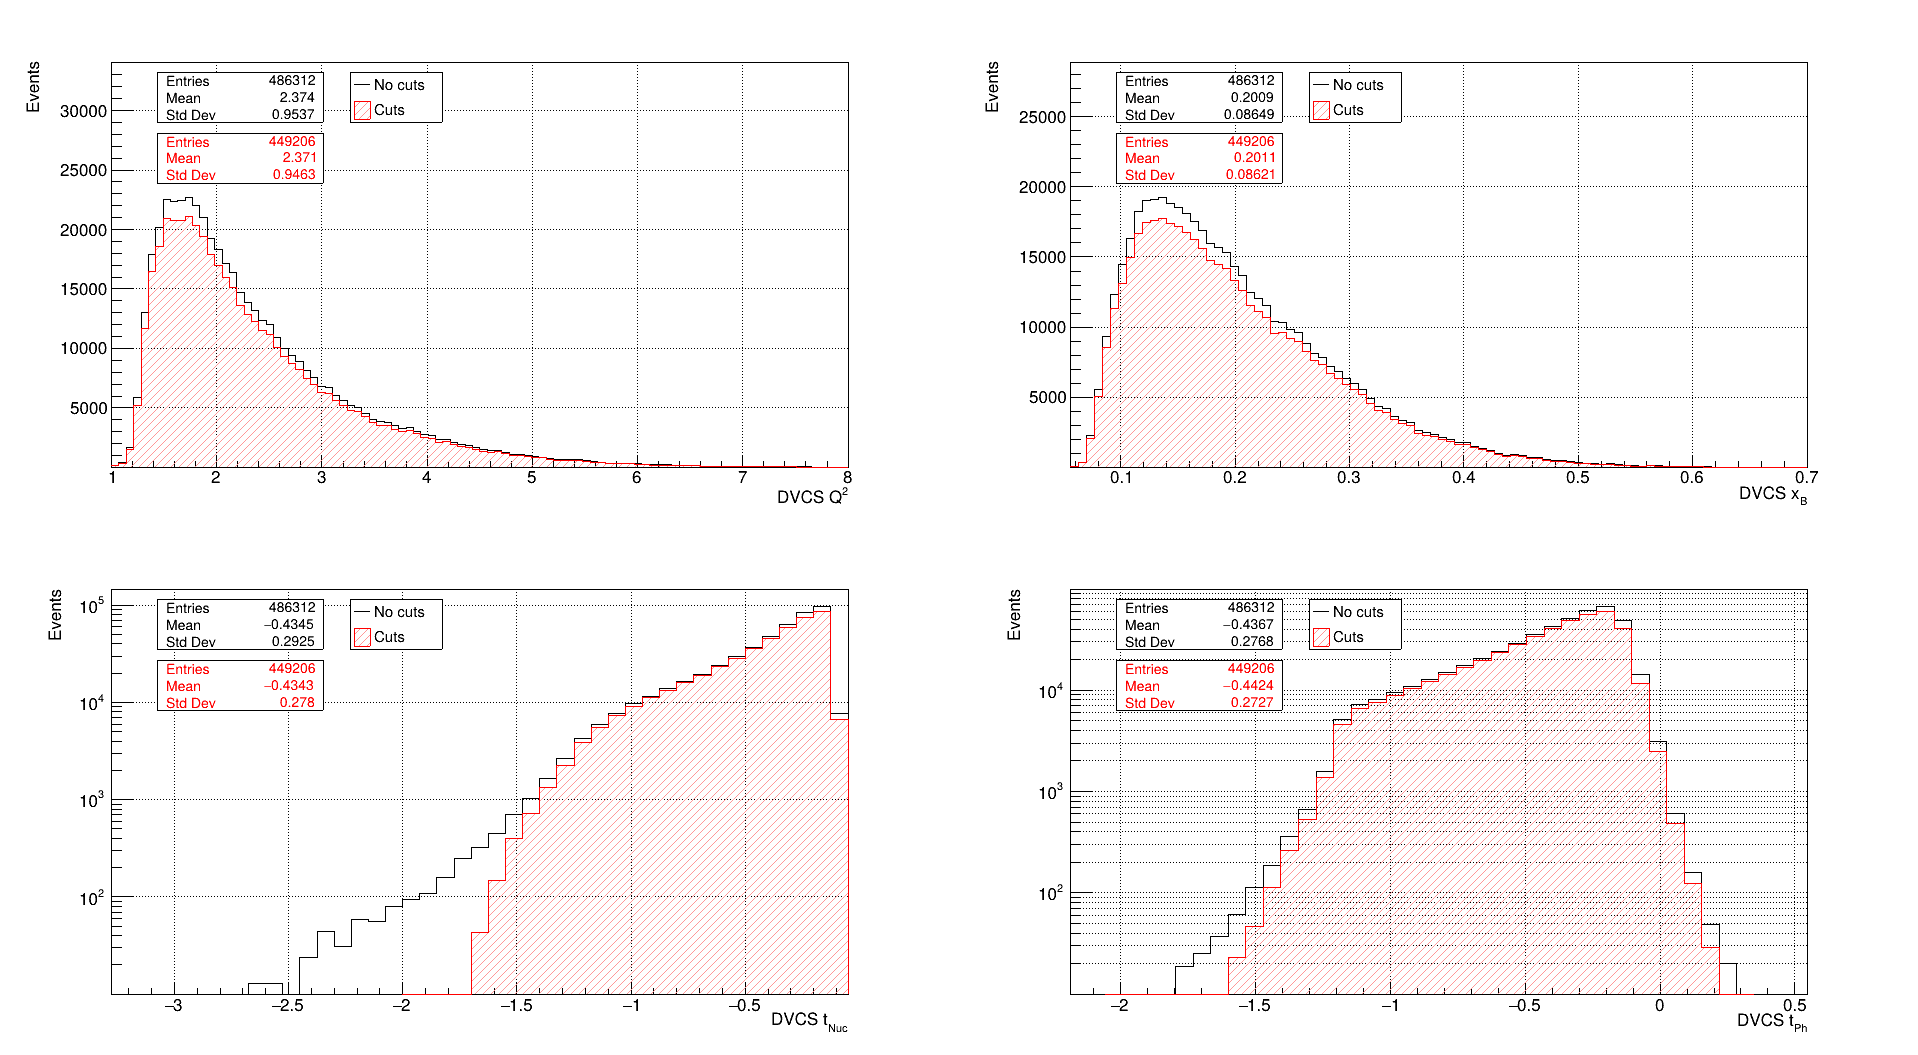 Events
Entries 486312
Mean 2.374
Std Dev 0.9537
Entries 449206
Mean 2.371
Std Dev 0.9463
No cuts
Cuts
30000
25000
20000
15000
10000
5000
1 2 3 4 5 6 7 8
DVCS Q2
Events
Entries 486312
Mean 0.2009
Std Dev 0.08649
Entries 449206
Mean 0.2011
Std Dev 0.08621
No cuts
Cuts
25000
20000
15000
10000
5000
0.1 0.2 0.3 0.4 0.5 0.6 0.7
DVCS xB
Events
Entries 486312
Mean −0.4345
Std Dev 0.2925
Entries 449206
Mean −0.4343
Std Dev 0.278
No cuts
Cuts
105
104
103
102
−3 −2.5 −2 −1.5 −1 −0.5
DVCS tNuc
Events
Entries 486312
Mean −0.4367
Std Dev 0.2768
Entries 449206
Mean −0.4424
Std Dev 0.2727
No cuts
Cuts
104
103
102
−2 −1.5 −1 −0.5 0 0.5
DVCS tPh